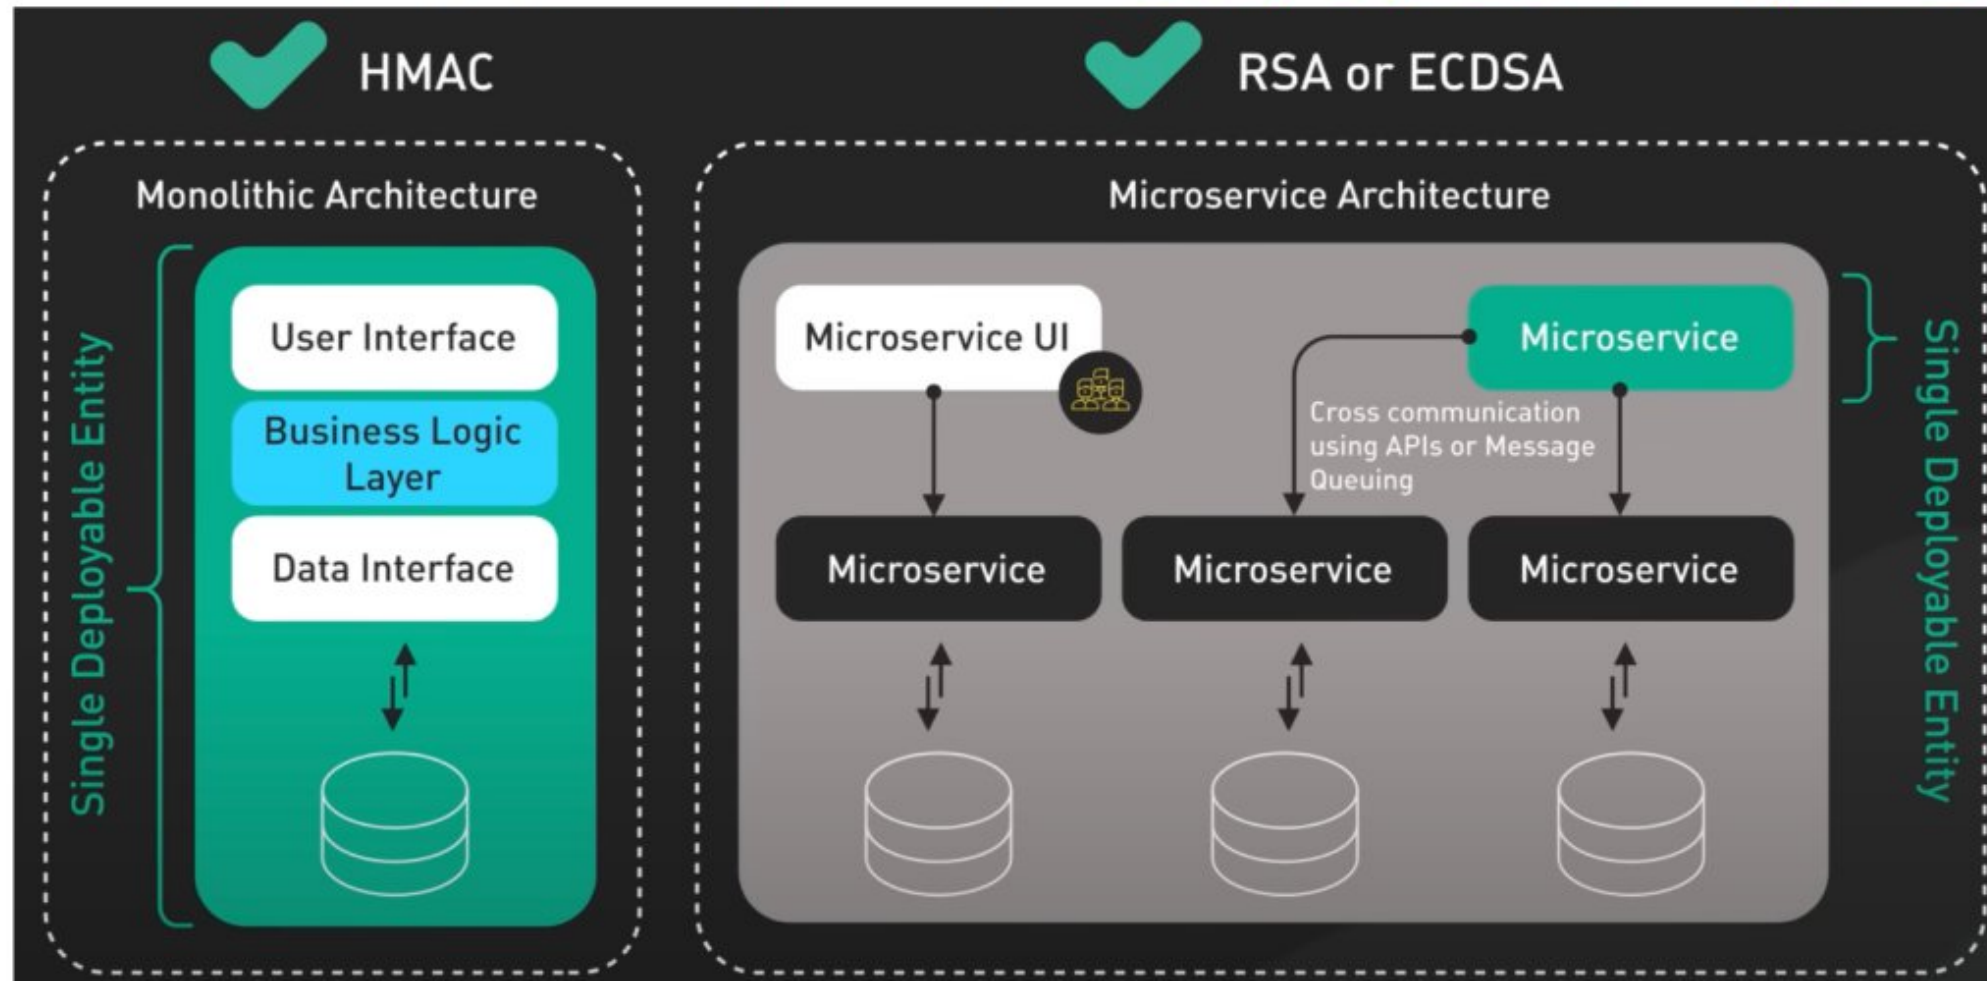 HMAC
Monolithic Architecture
Single Deployable Entity
User Interface
Business Logic
Layer
Data Interface
RSA or ECDSA
Microservice Architecture
Microservice UI
Microservice
Cross communication
using APIs or Message
Queuing
Microservice
Microservice
Microservice
Single Deployable Entity